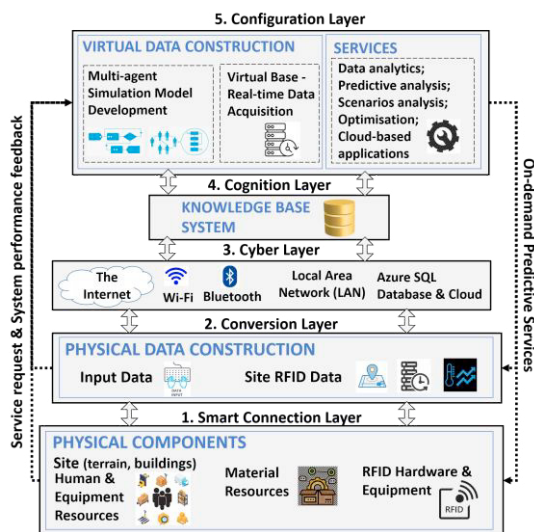 5. Configuration Layer
VIRTUAL DATA CONSTRUCTION
Multi-agent
Simulation Model
Development
Virtual Base -
Real-time Data
Acquisition
SERVICES
Data analytics;
Predictive analysis;
Scenarios analysis;
Optimisation;
Cloud-based
applications
4. Cognition Layer
KNOWLEDGE BASE
SYSTEM
3. Cyber Layer
The
Internet
Wi-Fi
Bluetooth
Local Area
Network (LAN)
Azure SQL
Database & Cloud
2. Conversion Layer
PHYSICAL DATA CONSTRUCTION
Input Data
Site RFID Data
1. Smart Connection Layer
PHYSICAL COMPONENTS
Site (terrain, buildings)
Human &
Equipment
Resources
Material
Resources
RFID Hardware &
Equipment
RFID
Service request & System performance feedback
On-demand Predictive Services